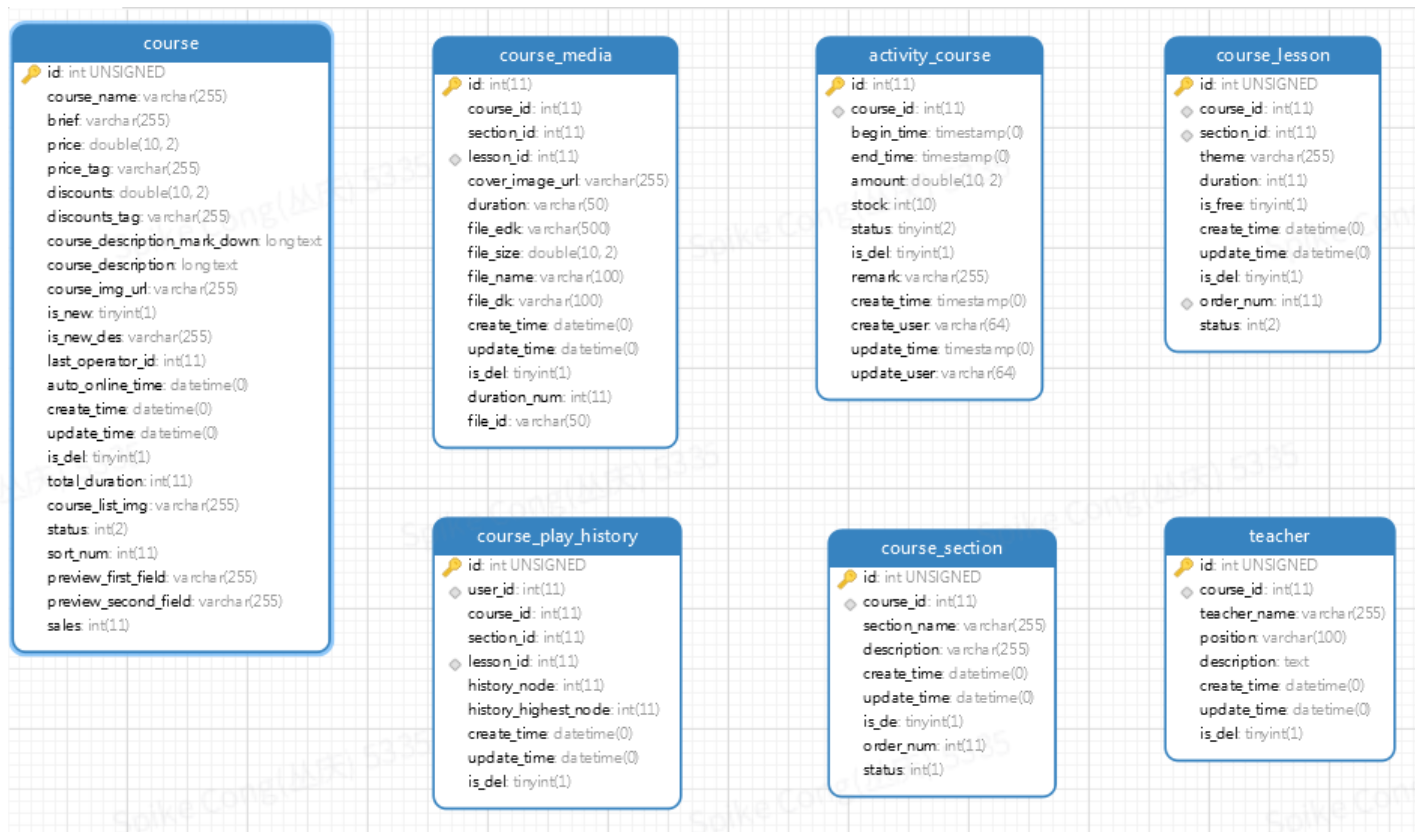 course
id: int UNSIGNED
course_name: varchar(255)
brief: varchar(255)
price: double(10, 2)
price_tag: varchar(255)
discounts: double(10, 2)
discounts_tag: varchar(255)
course_description_mark_down: longtext
course_description: longtext
course_img_url: varchar(255)
is_new: tinyint(1)
is_new_des: varchar(255)
last_operator_id: int(11)
auto_online_time: datetime(0)
create_time: datetime(0)
update_time: datetime(0)
is_del: tinyint(1)
total_duration: int(11)
course_list_img: varchar(255)
status: int(2)
sort_num: int(11)
preview_first_field: varchar(255)
preview_second_field: varchar(255)
sales: int(11)
course_media
id: int(11)
course_id: int(11)
section_id: int(11)
lesson_id: int(11)
cover_image_url: varchar(255)
duration: varchar(50)
file_edk: varchar(500)
file_size: double(10, 2)
file_name: varchar(100)
file_dk: varchar(100)
create_time: datetime(0)
update_time: datetime(0)
is_del: tinyint(1)
duration_num: int(11)
file_id: varchar(50)
activity_course
id: int(11)
course_id: int(11)
begin_time: timestamp(0)
end_time: timestamp(0)
amount: double(10, 2)
stock: int(10)
status: tinyint(2)
is_del: tinyint(1)
remark: varchar(255)
create_time: timestamp(0)
create_user: varchar(64)
update_time: timestamp(0)
update_user: varchar(64)
course_lesson
id: int UNSIGNED
course_id: int(11)
section_id: int(11)
theme: varchar(255)
duration: int(11)
is_free: tinyint(1)
create_time: datetime(0)
update_time: datetime(0)
is_del: tinyint(1)
order_num: int(11)
status: int(2)
course_play_history
id: int UNSIGNED
user_id: int(11)
course_id: int(11)
section_id: int(11)
lesson_id: int(11)
history_node: int(11)
history_highest_node: int(11)
create_time: datetime(0)
update_time: datetime(0)
is_del: tinyint(1)
course_section
id: int UNSIGNED
course_id: int(11)
section_name: varchar(255)
description: varchar(255)
create_time: datetime(0)
update_time: datetime(0)
is_de: tinyint(1)
order_num: int(11)
status: int(1)
teacher
id: int UNSIGNED
course_id: int(11)
teacher_name: varchar(255)
position: varchar(100)
description: text
create_time: datetime(0)
update_time: datetime(0)
is_del: tinyint(1)
Spike Cong(丛庆) 5335